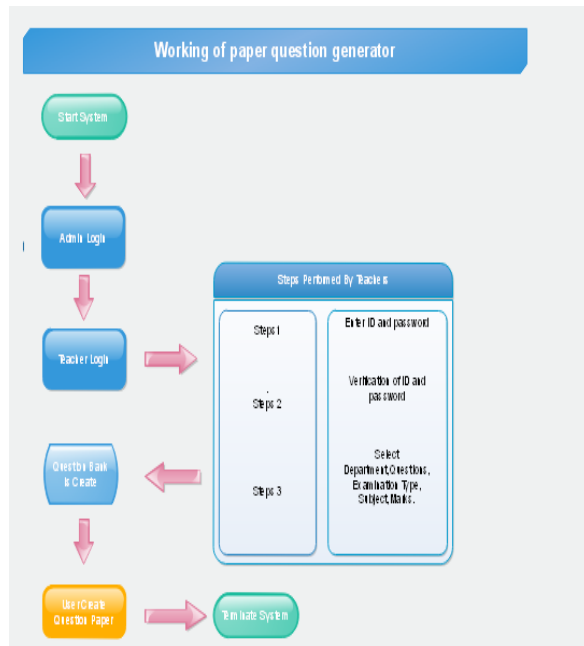 Working of paper question generator
Start System
Admin Login
Teacher Login
Steps Perfomed By Teachers
Steps 1
Enter ID and password
Steps 2
Verification of ID and
password
Steps 3
Select
Department,Questions,
Examination Type,
Subject,Marks.
Question Bank
is Create
User Create
Question Paper
Terminate System